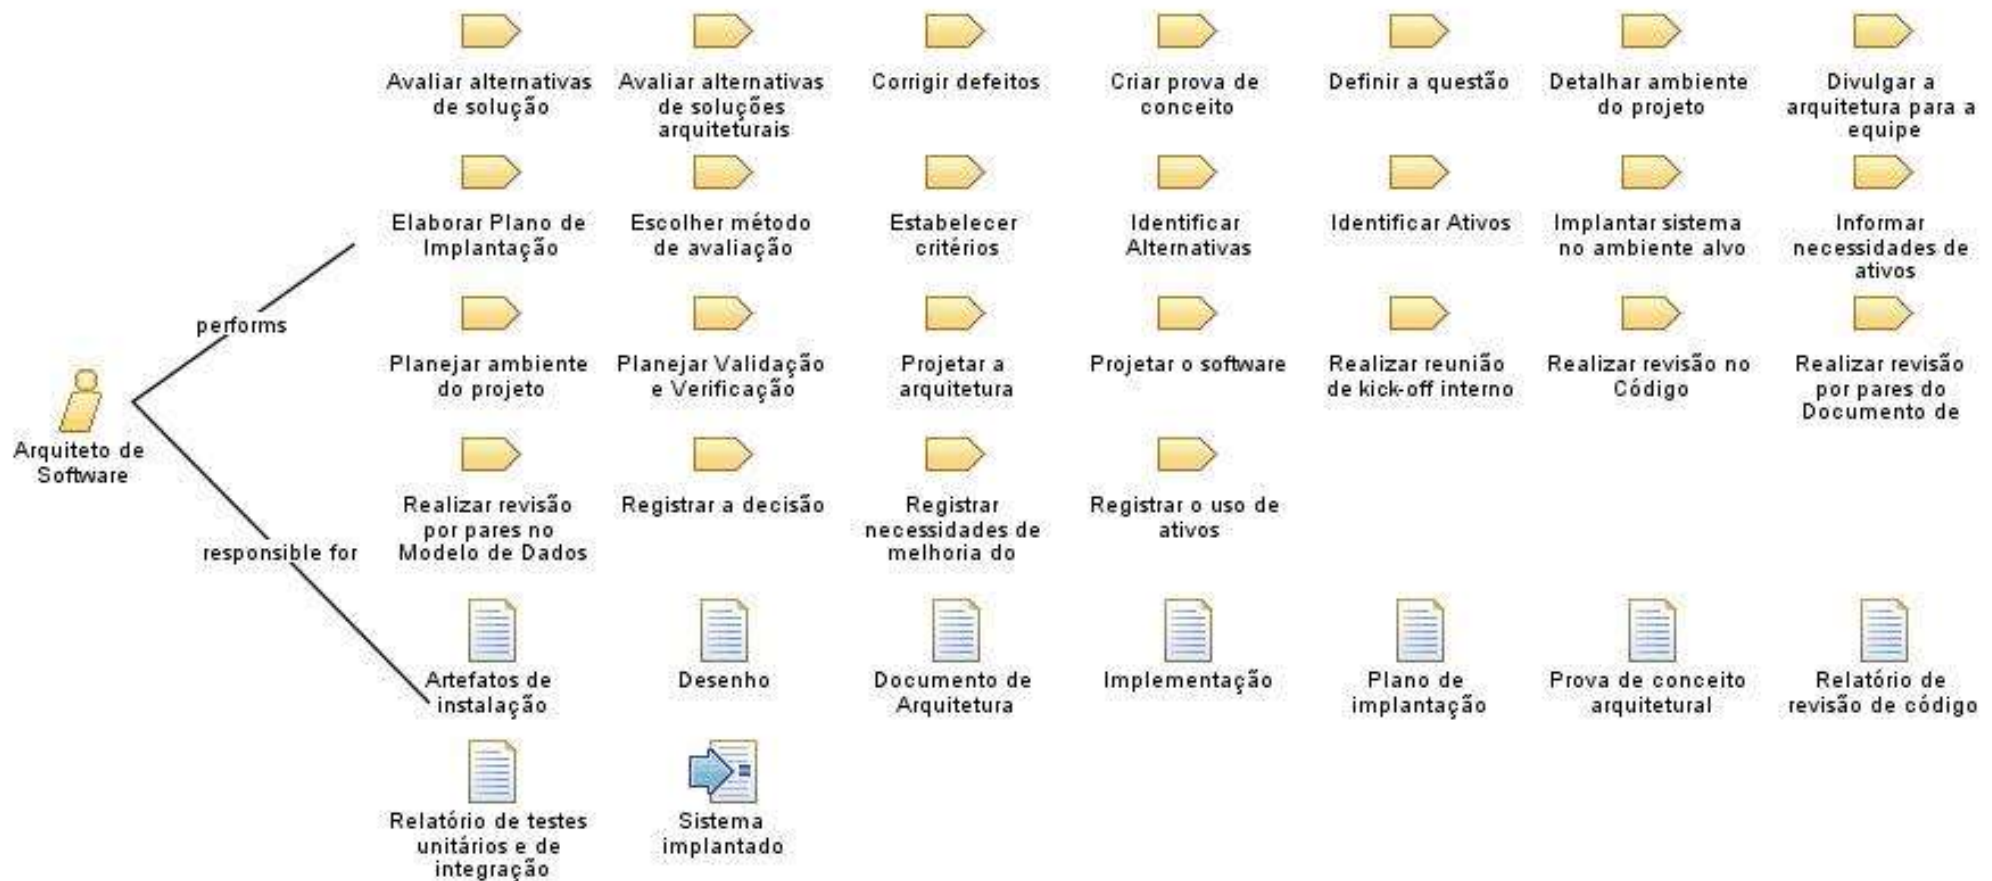 Avaliar alternativas
de solução
Avaliar alternativas
de soluções
arquiteturais
Corrigir defeitos
Criar prova de
conceito
Definir a questão
Detalhar ambiente
do projeto
Divulgar a
arquitetura para a
equipe
Elaborar Plano de
Implantação
Escolher método
de avaliação
Estabelecer
critérios
Identificar
Alternativas
Identificar Ativos
Implantar sistema
no ambiente alvo
Informar
necessidades de
ativos
performs
Planejar ambiente
do projeto
Planejar Validação
e Verificação
Projetar a
arquitetura
Projetar o software
Realizar reunião
de kick-off interno
Realizar revisão no
Código
Realizar revisão
por pares do
Documento de
Arquiteto de
Software
Realizar revisão
por pares no
Modelo de Dados
Registrar a decisão
Registrar
necessidades de
melhoria do
Registrar o uso de
ativos
responsible for
Artefatos de
instalação
Desenho
Documento de
Arquitetura
Implementação
Plano de
implantação
Prova de conceito
arquitetural
Relatório de
revisão de código
Relatório de testes
unitários e de
integração
Sistema
implantado